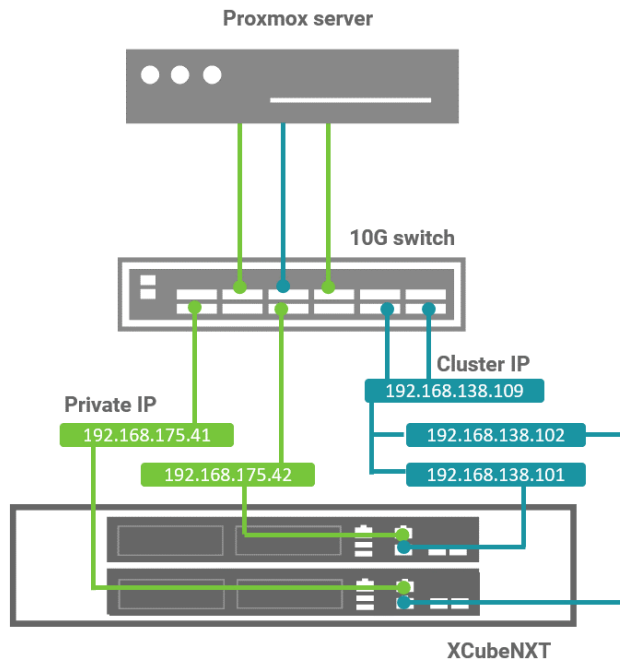 Proxmox server
10G switch
Cluster IP
192.168.138.109
Private IP
192.168.175.41
192.168.138.102
192.168.175.42
192.168.138.101
XCubeNXT